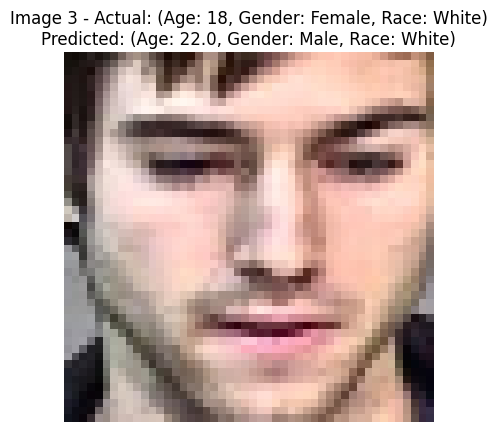 Image 3 - Actual: (Age: 18, Gender: Female, Race: White)
Predicted: (Age: 22.0, Gender: Male, Race: White)